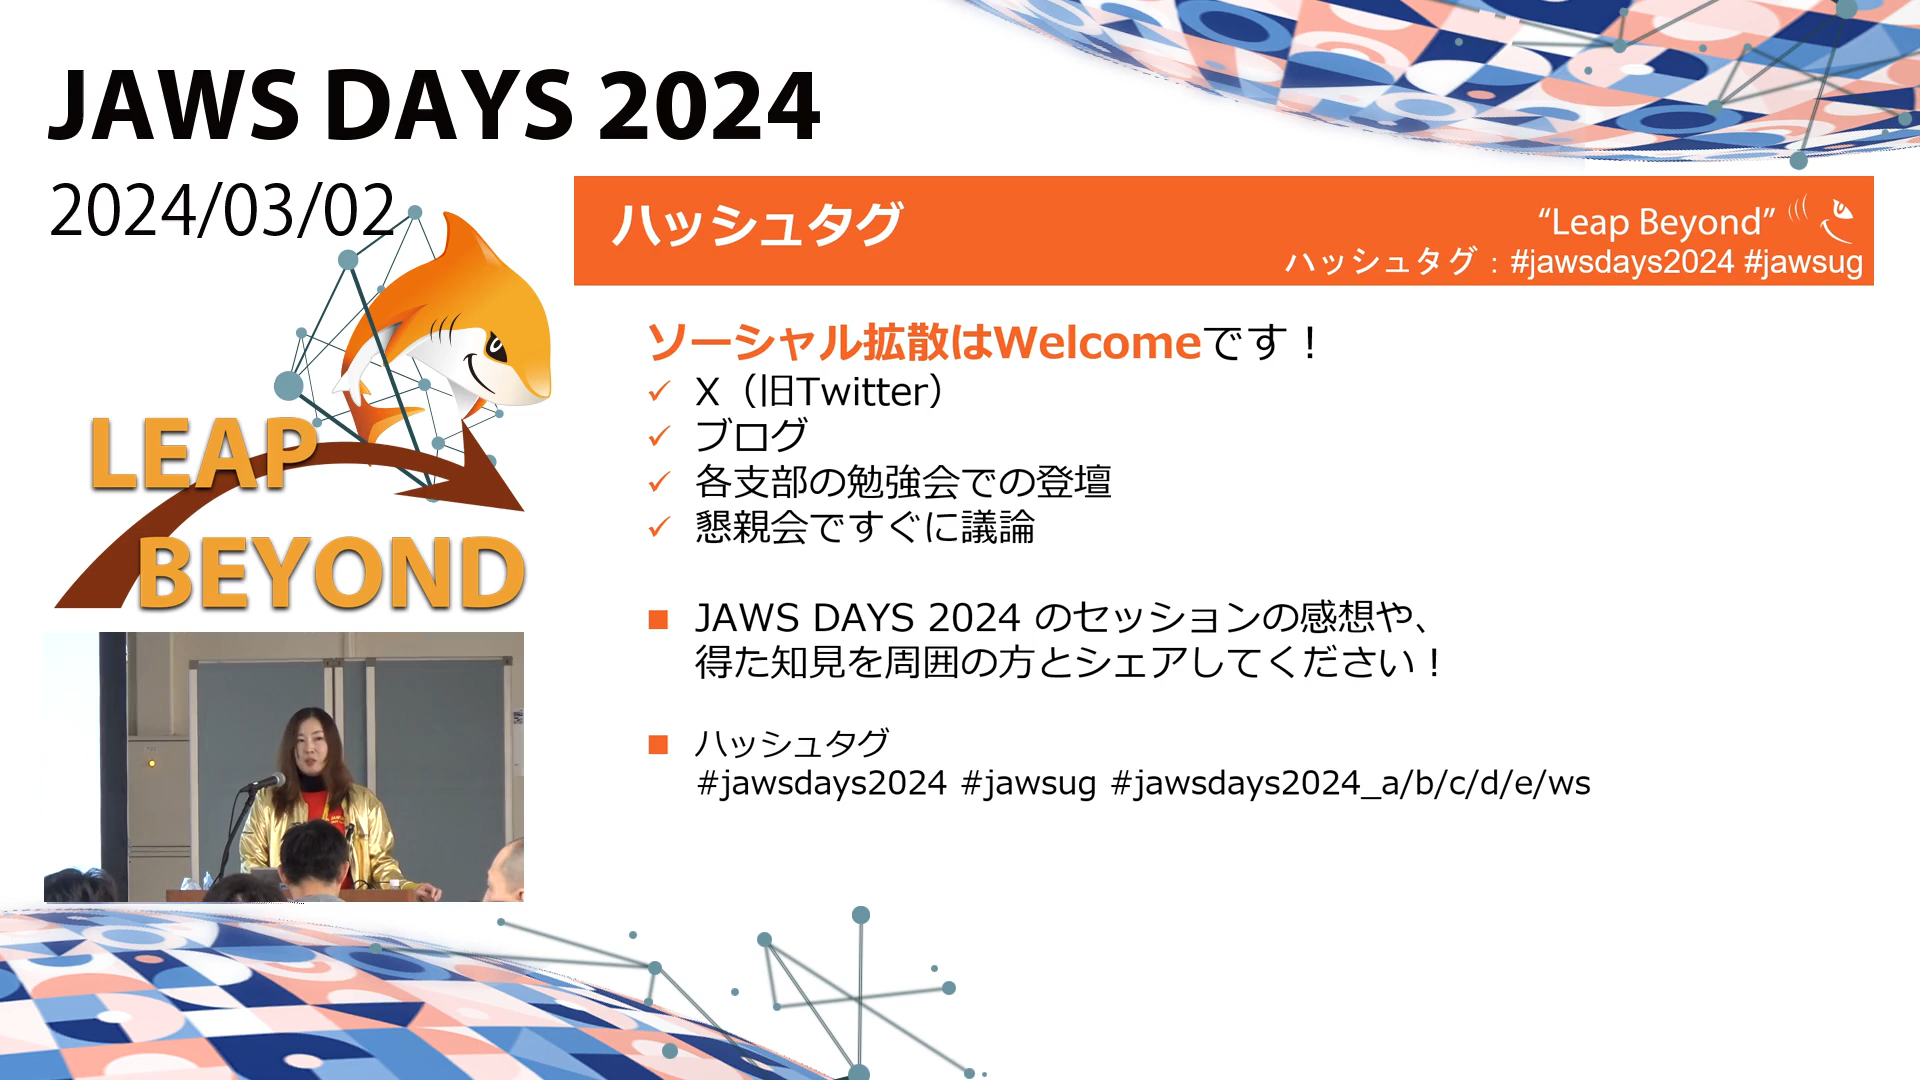 JAWS DAYS 2024
2024/03/02
LEAP
BEYOND
ハッシュタグ
“Leap Beyond”
ハッシュタグ：#jawsdays2024 #jawsug
ソーシャル拡散はWelcomeです！
X（旧Twitter）
ブログ
各支部の勉強会での登壇
懇親会ですぐに議論
JAWS DAYS 2024 のセッションの感想や、
得た知見を周囲の方とシェアしてください！
ハッシュタグ
#jawsdays2024 #jawsug #jawsdays2024_a/b/c/d/e/ws